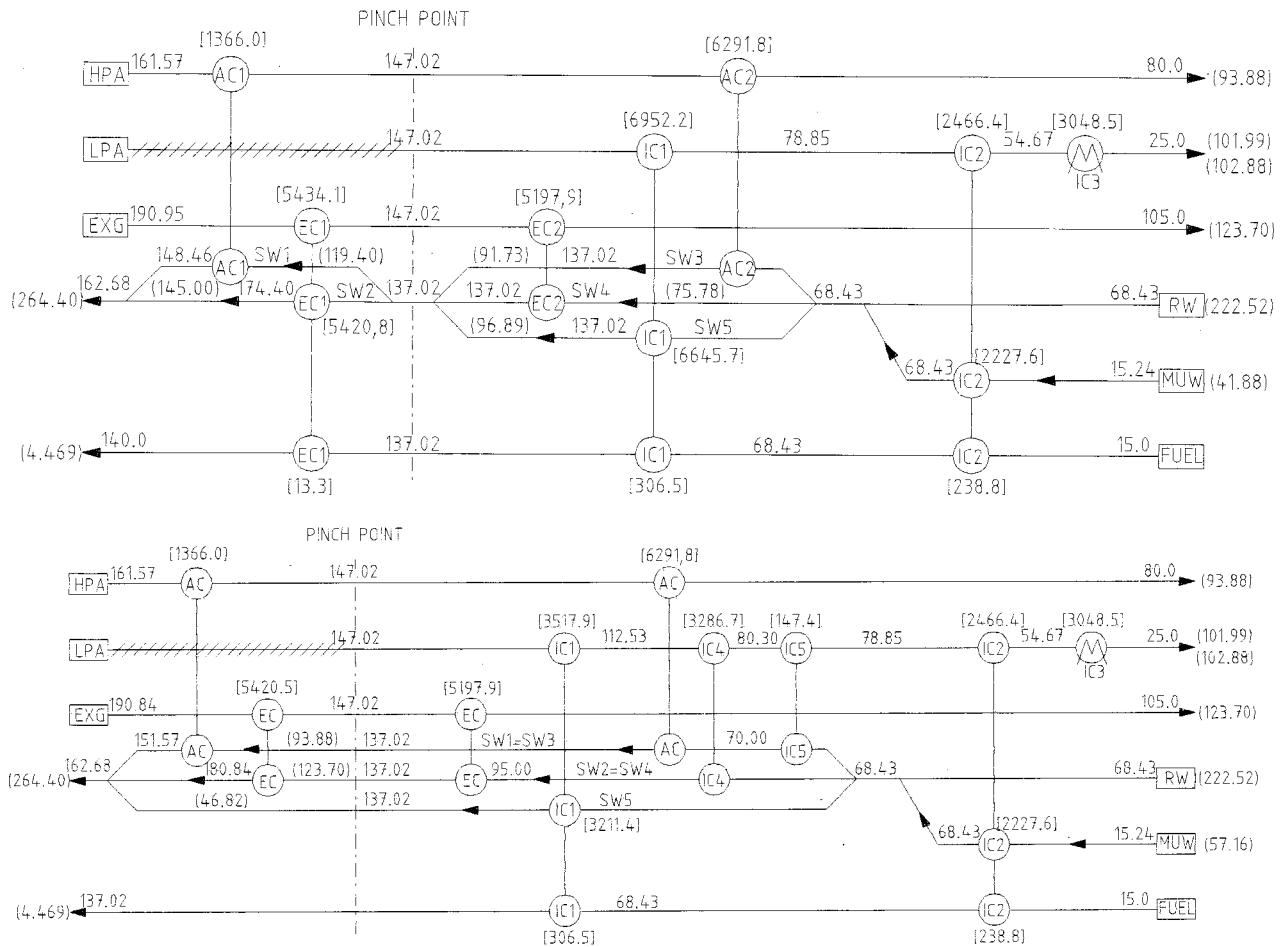 PINCH POINT
[1366.0] [6291.8]
HPA 161.57 AC1 147.02 AC2 80.0 (93.88)
[6952.2] [2466.4] [3048.5]
LPA 147.02 IC1 78.85 IC2 54.67 25.0 (101.99)
IC3 (102.88)
[5434.1] [5197,9]
EXG 190.95 EC1 147.02 EC2 105.0 (123.70)
148.46 AC1 SW1 (119.40) (91.73) 137.02 SW3 AC2
(264.40) 162.68 (145.00) 174.40 EC1 SW2 137.02 137.02 EC2 SW4 (75.78) 68.43 68.43 RW (222.52)
[5420,8] (96.89) 137.02 IC1 SW5
[6645.7] [2227.6]
68.43 IC2 15.24 MUW (41.88)
(4.469) 140.0 EC1 137.02 IC1 68.43 IC2 15.0 FUEL
[13.3] [306.5] [238.8]
PINCH POINT
[1366.0] [6291,8]
HPA 161.57 AC 147.02 AC 80.0 (93.88)
[3517.9] [3286.7] [147.4] [2466.4] [3048.5]
LPA 147.02 IC1 112.53 IC4 80.30 IC5 78.85 IC2 54.67 25.0 (101.99)
IC3 (102.88)
[5420.5] [5197.9]
EXG 190.84 EC 147.02 EC 105.0 (123.70)
151.57 AC (93.88) 137.02 SW1=SW3 AC 70,00 IC5
(264.40) 162.68 180.84 EC (123.70) 137.02 EC 95.00 SW2=SW4 IC4 68.43 68.43 RW (222.52)
(46,82) 137.02 IC1 SW5
[3211.4] [2227.6]
68.43 IC2 15.24 MUW (57.16)
(4.469) 137.02 IC1 68.43 IC2 15.0 FUEL
[306.5] [238.8]